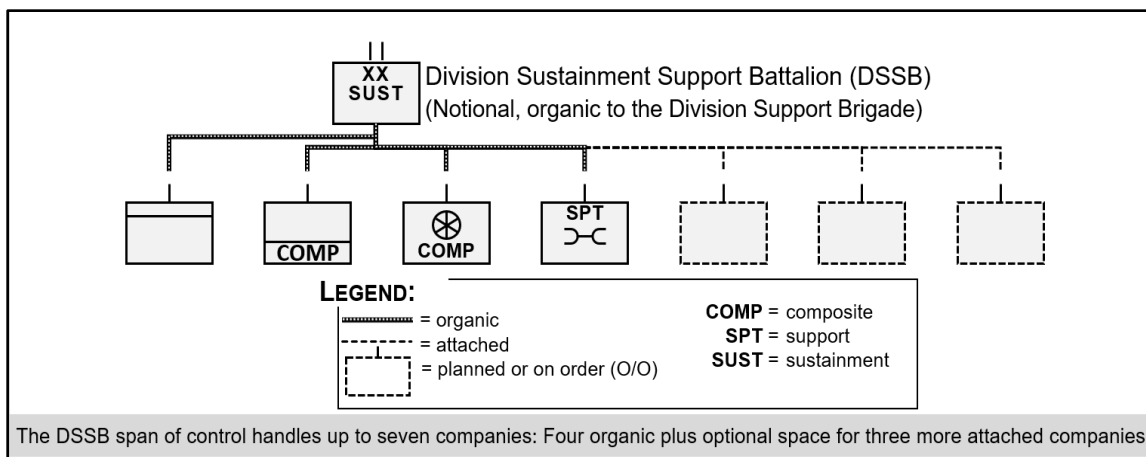 XX
SUST
Division Sustainment Support Battalion (DSSB)
(Notional, organic to the Division Support Brigade)
COMP
COMP
SPT
LEGEND:
= organic
= attached
= planned or on order (O/O)
COMP = composite
SPT = support
SUST = sustainment
The DSSB span of control handles up to seven companies: Four organic plus optional space for three more attached companies